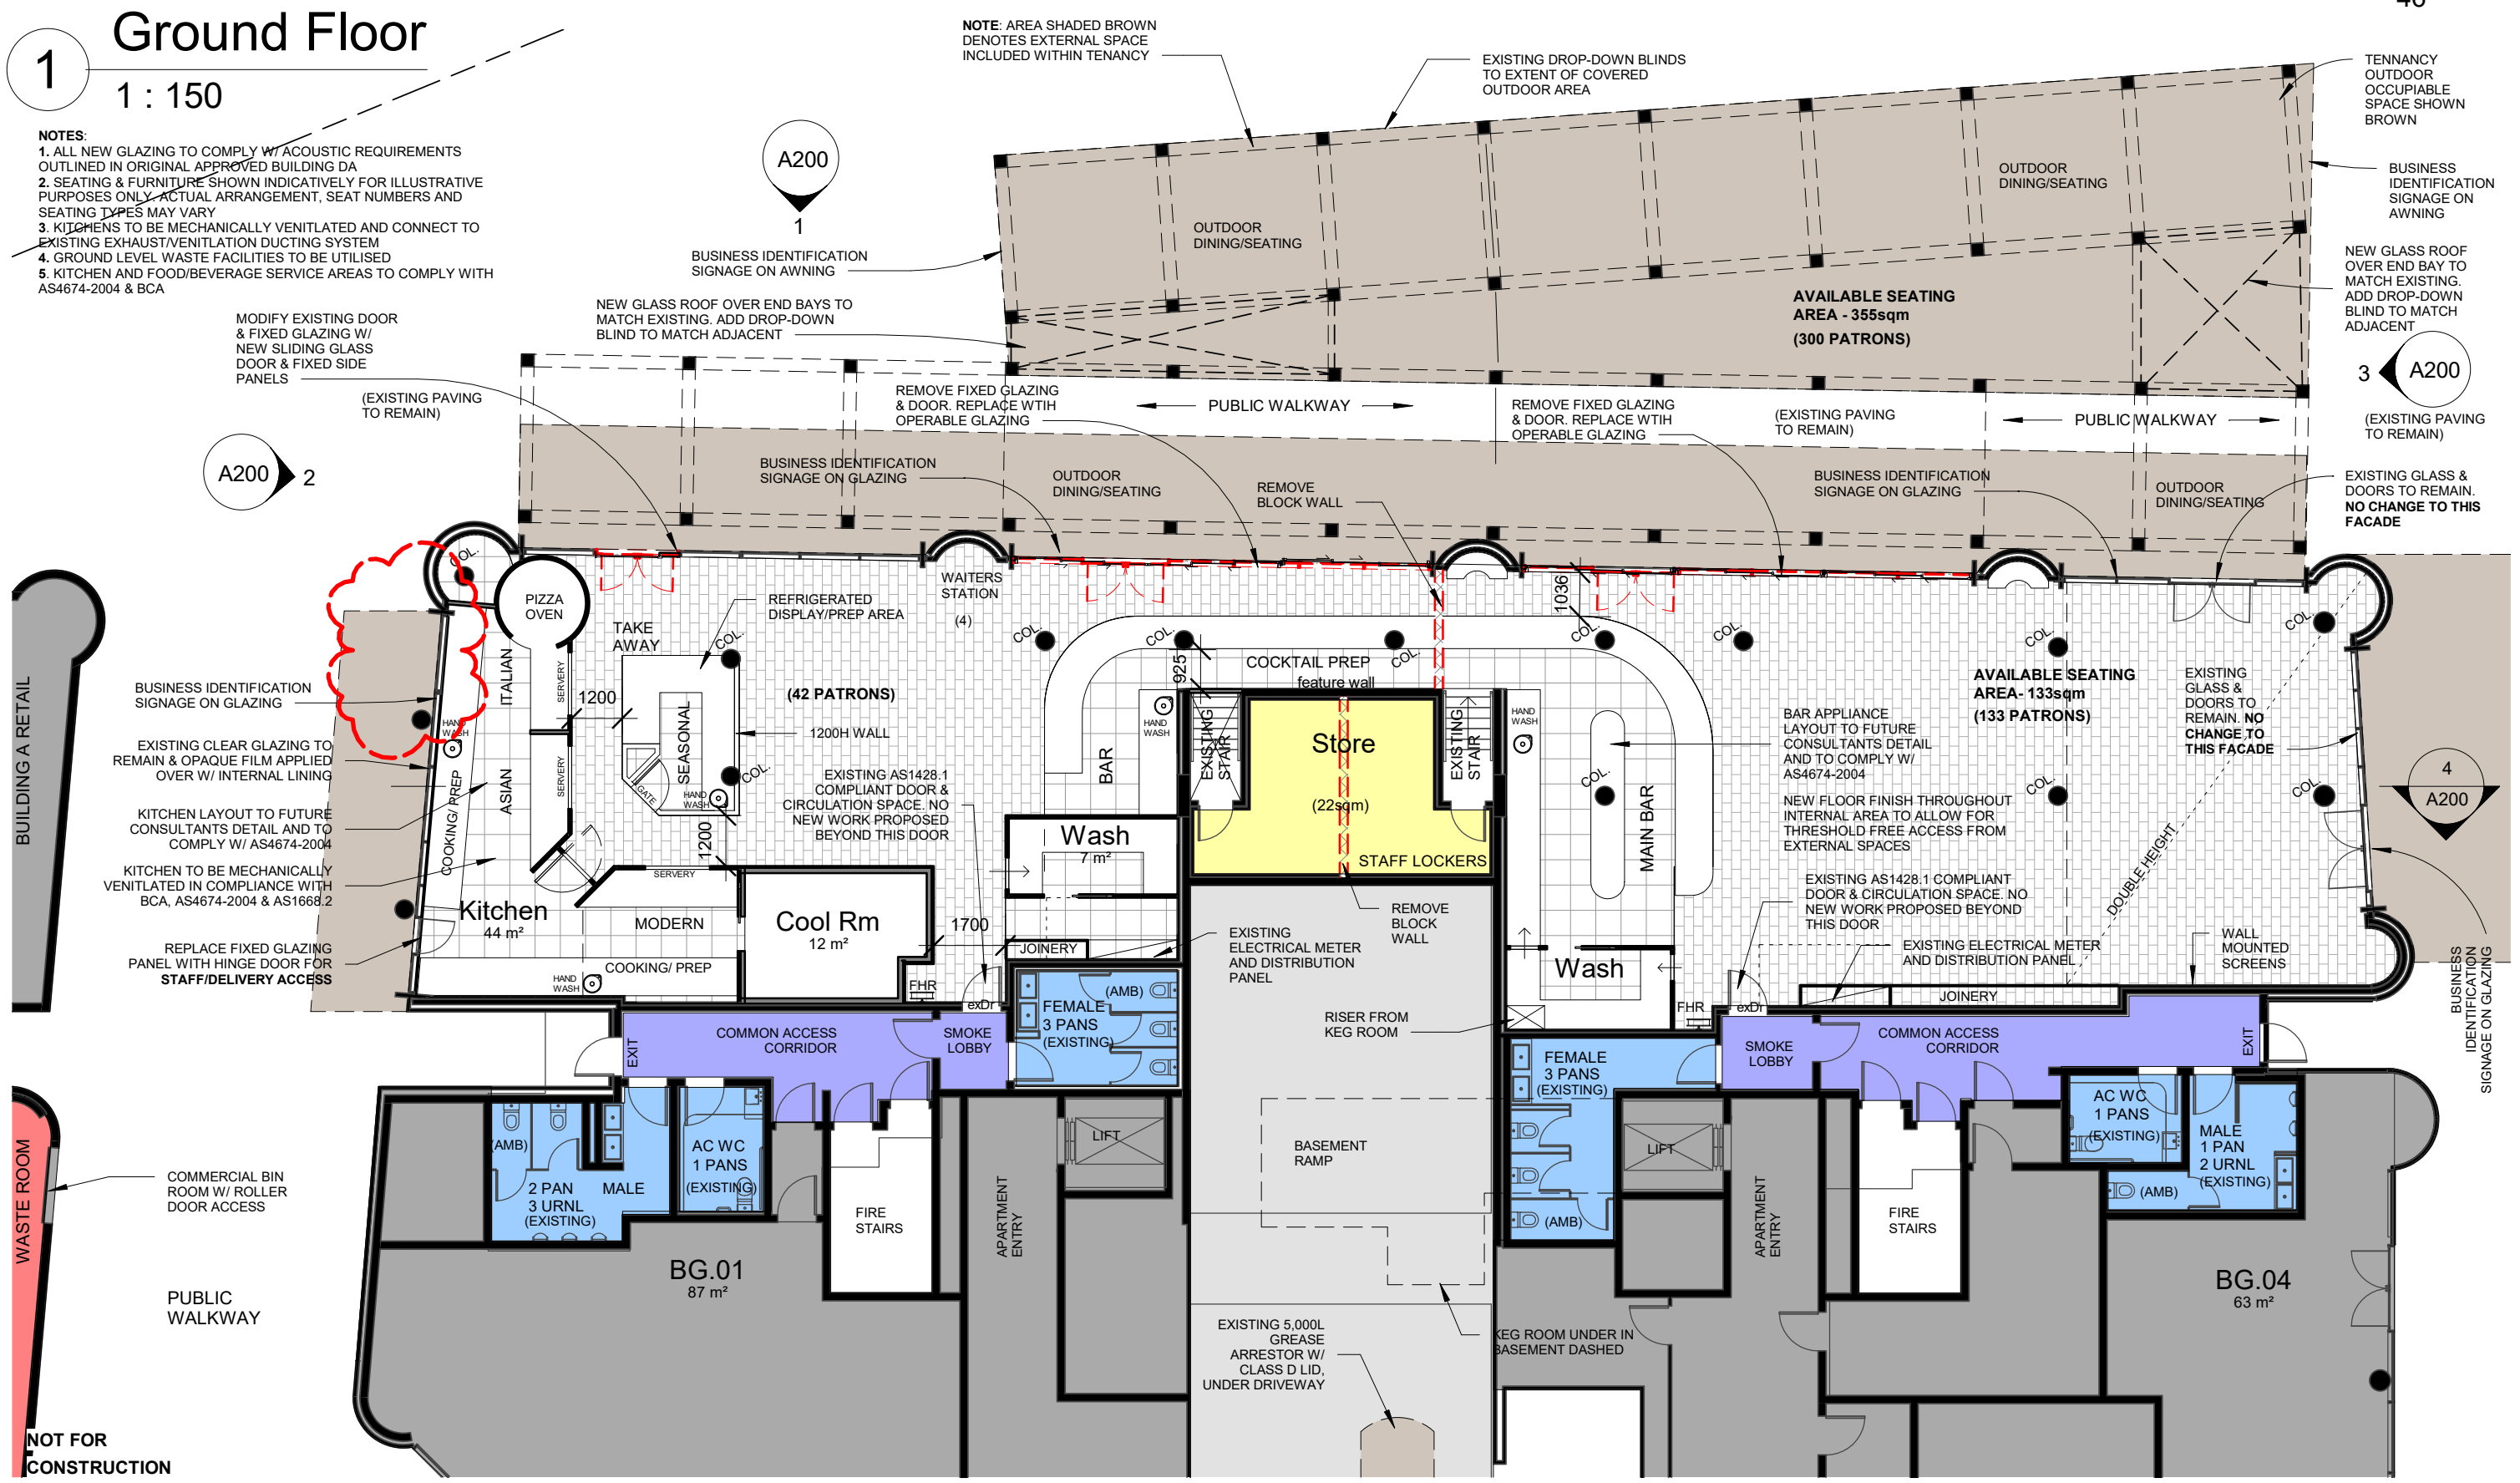 1
Ground Floor
1 : 150
NOTES:
1. ALL NEW GLAZING TO COMPLY W/ ACOUSTIC REQUIREMENTS
OUTLINED IN ORIGINAL APPROVED BUILDING DA
2. SEATING & FURNITURE SHOWN INDICATIVELY FOR ILLUSTRATIVE
PURPOSES ONLY. ACTUAL ARRANGEMENT, SEAT NUMBERS AND
SEATING TYPES MAY VARY
3. KITCHENS TO BE MECHANICALLY VENITLATED AND CONNECT TO
EXISTING EXHAUST/VENITLATION DUCTING SYSTEM
4. GROUND LEVEL WASTE FACILITIES TO BE UTILISED
5. KITCHEN AND FOOD/BEVERAGE SERVICE AREAS TO COMPLY WITH
AS4674-2004 & BCA
NOTE: AREA SHADED BROWN
DENOTES EXTERNAL SPACE
INCLUDED WITHIN TENANCY
EXISTING DROP-DOWN BLINDS
TO EXTENT OF COVERED
OUTDOOR AREA
TENNANCY
OUTDOOR
OCCUPIABLE
SPACE SHOWN
BROWN
A200
1
BUSINESS IDENTIFICATION
SIGNAGE ON AWNING
OUTDOOR
DINING/SEATING
OUTDOOR
DINING/SEATING
BUSINESS
IDENTIFICATION
SIGNAGE ON
AWNING
NEW GLASS ROOF OVER END BAYS TO
MATCH EXISTING. ADD DROP-DOWN
BLIND TO MATCH ADJACENT
AVAILABLE SEATING
AREA - 355sqm
(300 PATRONS)
NEW GLASS ROOF
OVER END BAY TO
MATCH EXISTING.
ADD DROP-DOWN
BLIND TO MATCH
ADJACENT
3
A200
MODIFY EXISTING DOOR
& FIXED GLAZING W/
NEW SLIDING GLASS
DOOR & FIXED SIDE
PANELS
(EXISTING PAVING
TO REMAIN)
REMOVE FIXED GLAZING
& DOOR. REPLACE WTIH
OPERABLE GLAZING
PUBLIC WALKWAY
REMOVE FIXED GLAZING
& DOOR. REPLACE WTIH
OPERABLE GLAZING
(EXISTING PAVING
TO REMAIN)
PUBLIC WALKWAY
(EXISTING PAVING
TO REMAIN)
A200
2
BUSINESS IDENTIFICATION
SIGNAGE ON GLAZING
OUTDOOR
DINING/SEATING
REMOVE
BLOCK WALL
BUSINESS IDENTIFICATION
SIGNAGE ON GLAZING
OUTDOOR
DINING/SEATING
EXISTING GLASS &
DOORS TO REMAIN.
NO CHANGE TO THIS
FACADE
COL.
PIZZA
OVEN
TAKE
AWAY
REFRIGERATED
DISPLAY/PREP AREA
WAITERS
STATION
(4)
COL.
COL.
COL.
COL.
COL.
COL.
COL.
COL.
1036
925
COCKTAIL PREP
feature wall
BUILDING A RETAIL
BUSINESS IDENTIFICATION
SIGNAGE ON GLAZING
ITALIAN
SERVERY
1200
(42 PATRONS)
SEASONAL
1200H WALL
COL.
GATE
HAND
WASH
HAND
WASH
EXISTING CLEAR GLAZING TO
REMAIN & OPAQUE FILM APPLIED
OVER W/ INTERNAL LINING
COOKING/ PREP
ASIAN
SERVERY
KITCHEN LAYOUT TO FUTURE
CONSULTANTS DETAIL AND TO
COMPLY W/ AS4674-2004
KITCHEN TO BE MECHANICALLY
VENITLATED IN COMPLIANCE WITH
BCA, AS4674-2004 & AS1668.2
REPLACE FIXED GLAZING
PANEL WITH HINGE DOOR FOR
STAFF/DELIVERY ACCESS
EXISTING AS1428.1
COMPLIANT DOOR &
CIRCULATION SPACE. NO
NEW WORK PROPOSED
BEYOND THIS DOOR
1200
SERVERY
Kitchen
44 m²
MODERN
COOKING/ PREP
HAND
WASH
Cool Rm
12 m²
1700
FHR
exDr
BAR
HAND
WASH
EXISTING
STAIR
Store
(22sqm)
STAFF LOCKERS
EXISTING
STAIR
HAND
WASH
Wash
7 m²
JOINERY
EXISTING
ELECTRICAL METER
AND DISTRIBUTION
PANEL
REMOVE
BLOCK
WALL
COL.
MAIN BAR
Wash
RISER FROM
KEG ROOM
FHR
exDr
AVAILABLE SEATING
AREA- 133sqm
(133 PATRONS)
EXISTING
GLASS &
DOORS TO
REMAIN. NO
CHANGE TO
THIS FACADE
BAR APPLIANCE
LAYOUT TO FUTURE
CONSULTANTS DETAIL
AND TO COMPLY W/
AS4674-2004
COL.
COL.
NEW FLOOR FINISH THROUGHOUT
INTERNAL AREA TO ALLOW FOR
THRESHOLD FREE ACCESS FROM
EXTERNAL SPACES
DOUBLE HEIGHT
EXISTING AS1428.1 COMPLIANT
DOOR & CIRCULATION SPACE. NO
NEW WORK PROPOSED BEYOND
THIS DOOR
EXISTING ELECTRICAL METER
AND DISTRIBUTION PANEL
WALL
MOUNTED
SCREENS
JOINERY
4
A200
BUSINESS
IDENTIFICATION
SIGNAGE ON GLAZING
EXIT
COMMON ACCESS
CORRIDOR
SMOKE
LOBBY
FEMALE
3 PANS
(EXISTING)
(AMB)
FEMALE
3 PANS
(EXISTING)
(AMB)
SMOKE
LOBBY
COMMON ACCESS
CORRIDOR
EXIT
WASTE ROOM
COMMERCIAL BIN
ROOM W/ ROLLER
DOOR ACCESS
PUBLIC
WALKWAY
(AMB)
2 PAN
3 URNL
(EXISTING)
MALE
AC WC
1 PANS
(EXISTING)
FIRE
STAIRS
APARTMENT
ENTRY
LIFT
BASEMENT
RAMP
LIFT
APARTMENT
ENTRY
FIRE
STAIRS
AC WC
1 PANS
(EXISTING)
MALE
1 PAN
2 URNL
(EXISTING)
(AMB)
BG.01
87 m²
EXISTING 5,000L
GREASE
ARRESTOR W/
CLASS D LID,
UNDER DRIVEWAY
KEG ROOM UNDER IN
BASEMENT DASHED
BG.04
63 m²
NOT FOR
CONSTRUCTION